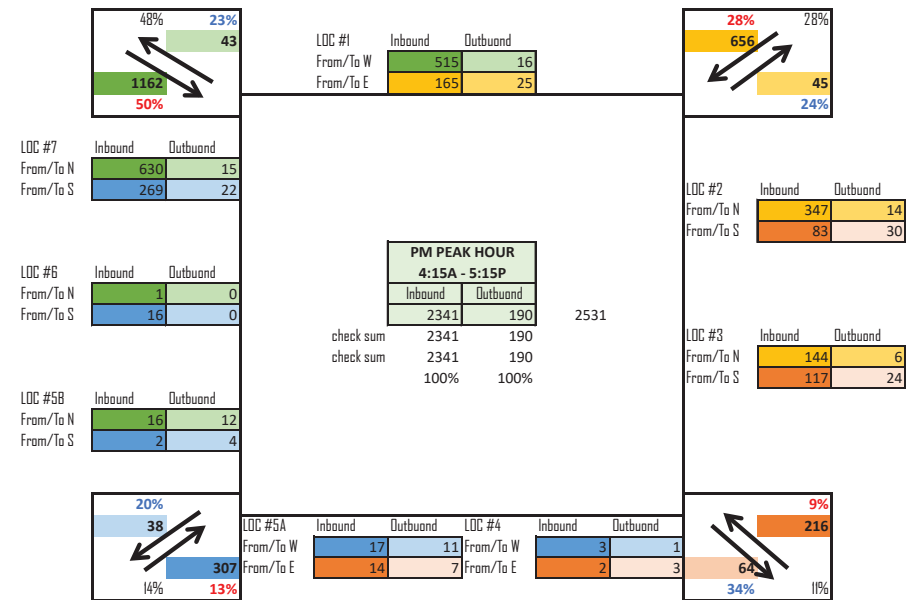 48% 23%
43
1162
50%
LOC #1 Inbound Outbuond
From/To W 515 16
From/To E 165 25
28% 28%
656
45
24%
LOC #7 Inbound Outbuond
From/To N 630 15
From/To S 269 22
LOC #2 Inbound Outbuond
From/To N 347 14
From/To S 83 30
PM PEAK HOUR
4:15A - 5:15P
Inbound Outbuond
2341 190 2531
check sum 2341 190
check sum 2341 190
100% 100%
LOC #6 Inbound Outbuond
From/To N 1 0
From/To S 16 0
LOC #3 Inbound Outbuond
From/To N 144 6
From/To S 117 24
LOC #5B Inbound Outbuond
From/To N 16 12
From/To S 2 4
20%
38
307
14% 13%
LOC #5A Inbound Outbuond
From/To W 17 11
From/To E 14 7
LOC #4 Inbound Outbuond
From/To W 3 1
From/To E 2 3
9%
216
64
34% 11%